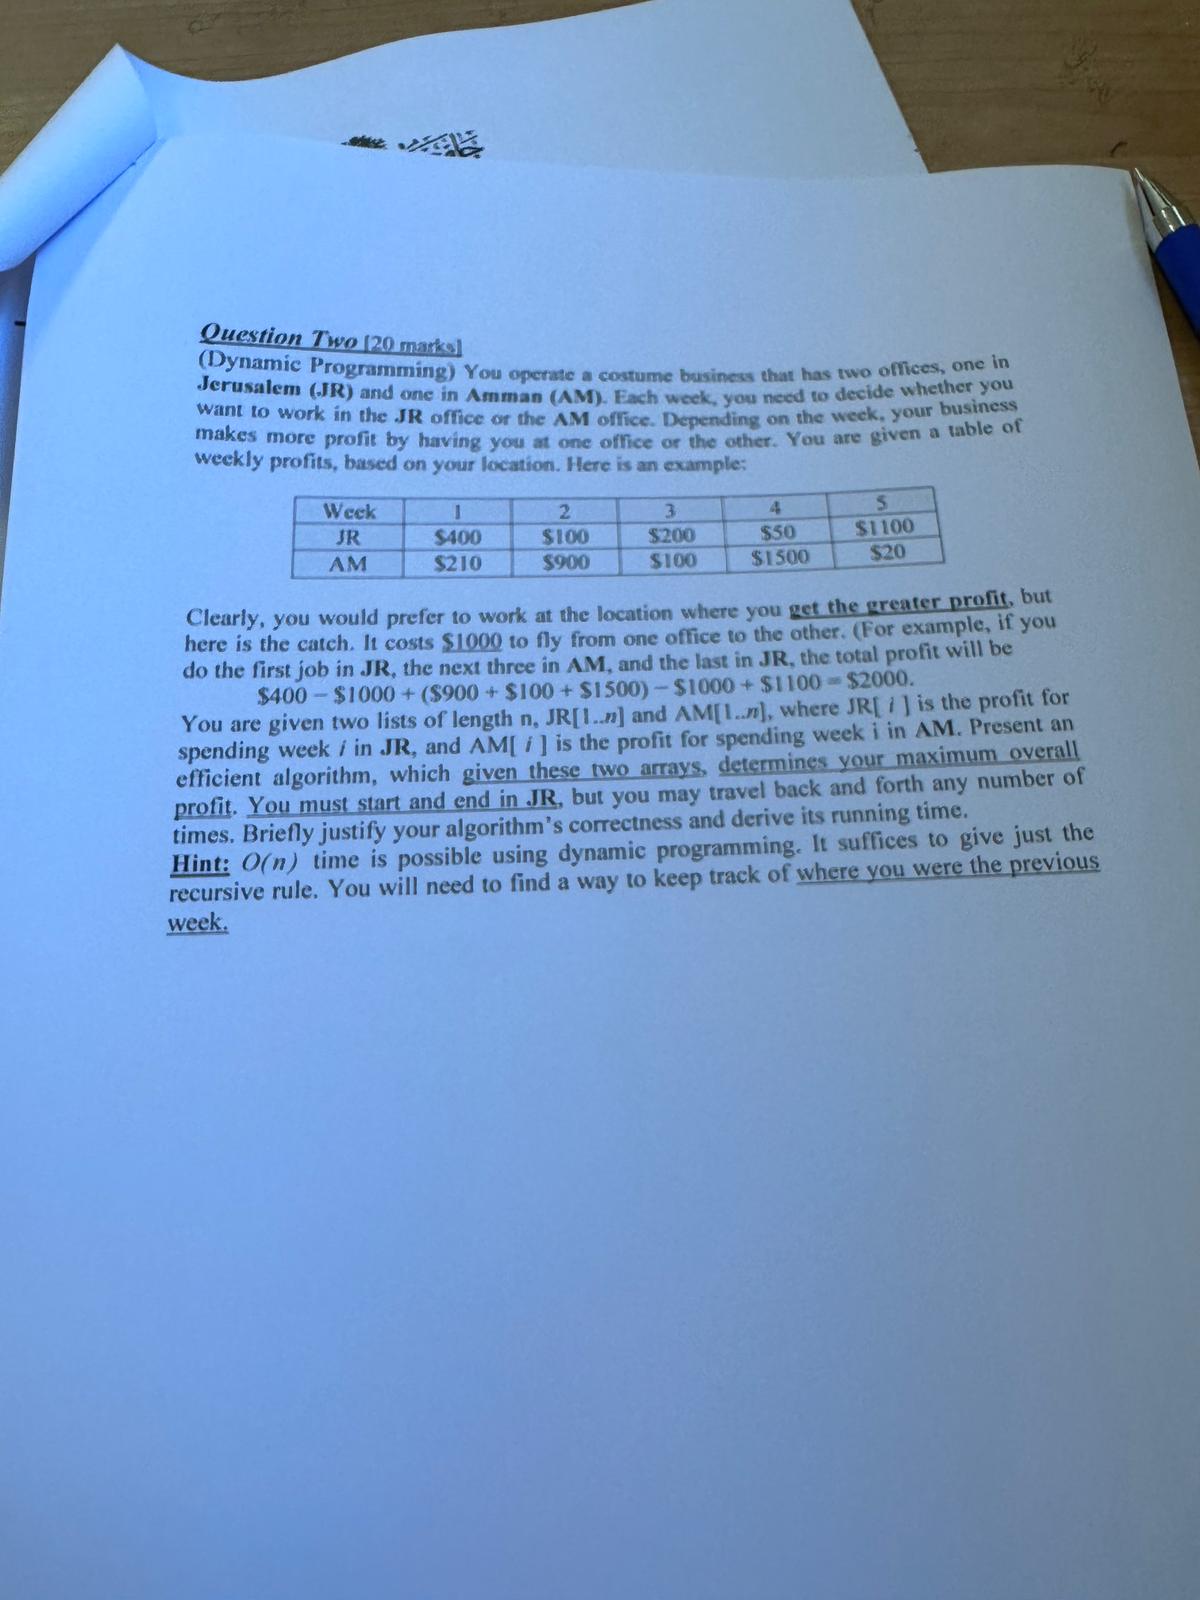 Question Two [20 marks]
(Dynamic Programming) You operate a costume business that has two offices, one in
Jerusalem (JR) and one in Amman (AM). Each week, you need to decide whether you
want to work in the JR office or the AM office. Depending on the week, your business
makes more profit by having you at one office or the other. You are given a table of
weekly profits, based on your location. Here is an example:
Week 1 2 3 4 5
JR $400 $100 $200 $50 $1100
AM $210 $900 $100 $1500 $20
Clearly, you would prefer to work at the location where you get the greater profit, but
here is the catch. It costs $1000 to fly from one office to the other. (For example, if you
do the first job in JR, the next three in AM, and the last in JR, the total profit will be
$400 – $1000 + ($900 + $100 + $1500) – $1000 + $1100 = $2000.
You are given two lists of length n, JR[1..n] and AM[1..n], where JR[ i ] is the profit for
spending week i in JR, and AM[ i ] is the profit for spending week i in AM. Present an
efficient algorithm, which given these two arrays, determines your maximum overall
profit. You must start and end in JR, but you may travel back and forth any number of
times. Briefly justify your algorithm's correctness and derive its running time.
Hint: O(n) time is possible using dynamic programming. It suffices to give just the
recursive rule. You will need to find a way to keep track of where you were the previous
week.